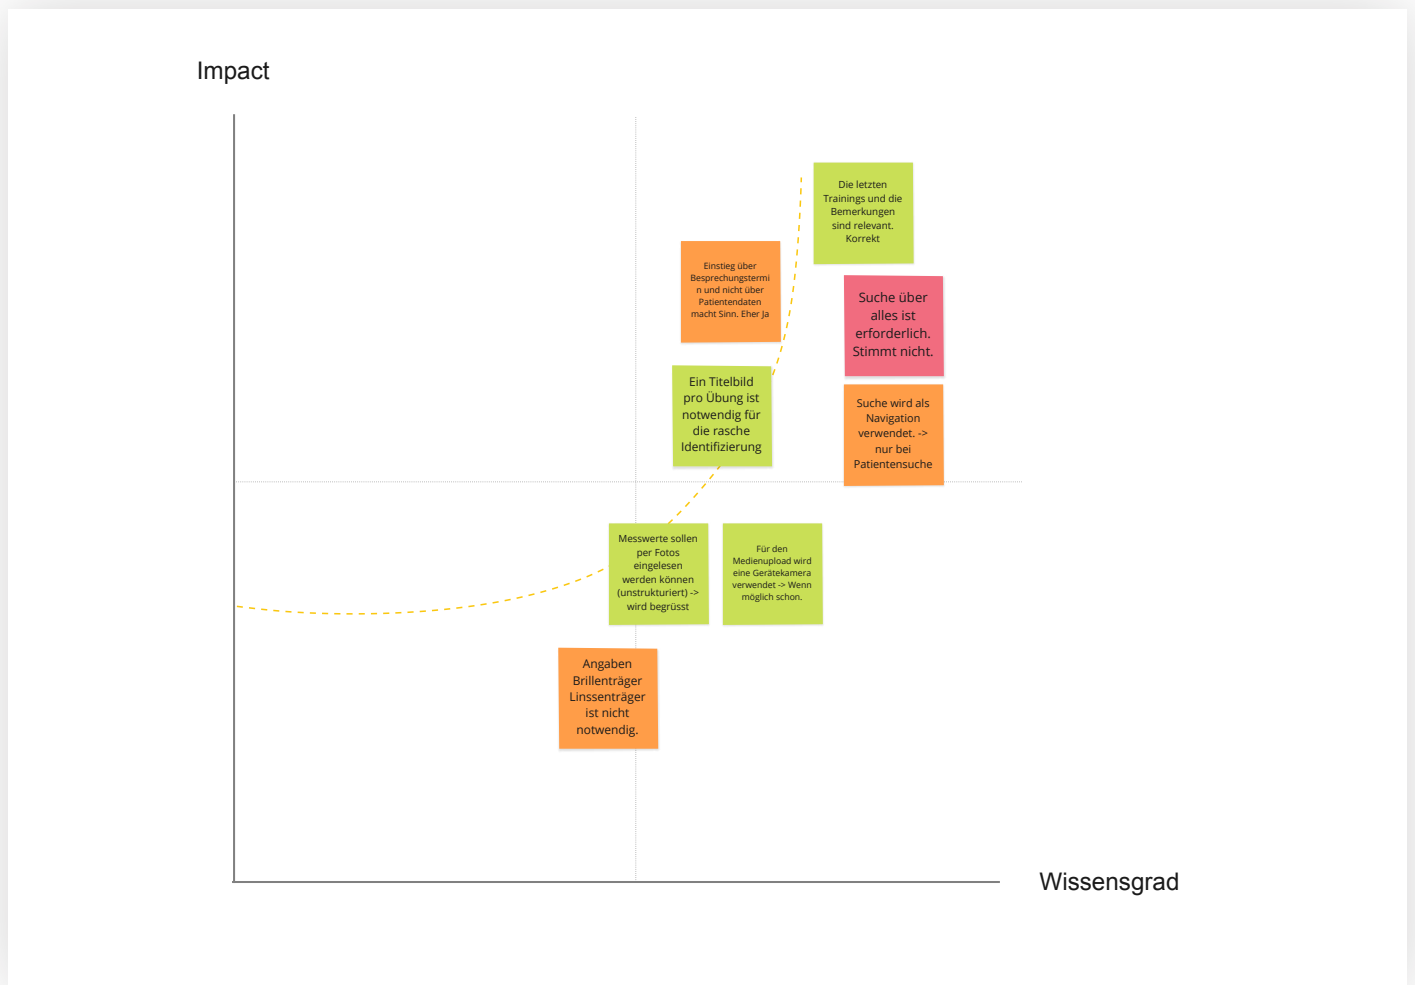 Impact
Die letzten
Trainings und die
Bemerkungen
sind relevant.
Korrekt
Einstieg über
Besprechungstermi
n und nicht über
Patientendaten
macht Sinn. Eher Ja
Suche über
alles ist
erforderlich.
Stimmt nicht.
Ein Titelbild
pro Übung ist
notwendig für
die rasche
Identifizierung
Suche wird als
Navigation
verwendet. ->
nur bei
Patientensuche
Messwerte sollen
per Fotos
eingelesen
werden können
(unstrukturiert) ->
wird begrüsst
Für den
Medienupload wird
eine Gerätekamera
verwendet -> Wenn
möglich schon.
Angaben
Brillenträger
Linssenträger
ist nicht
notwendig.
Wissensgrad